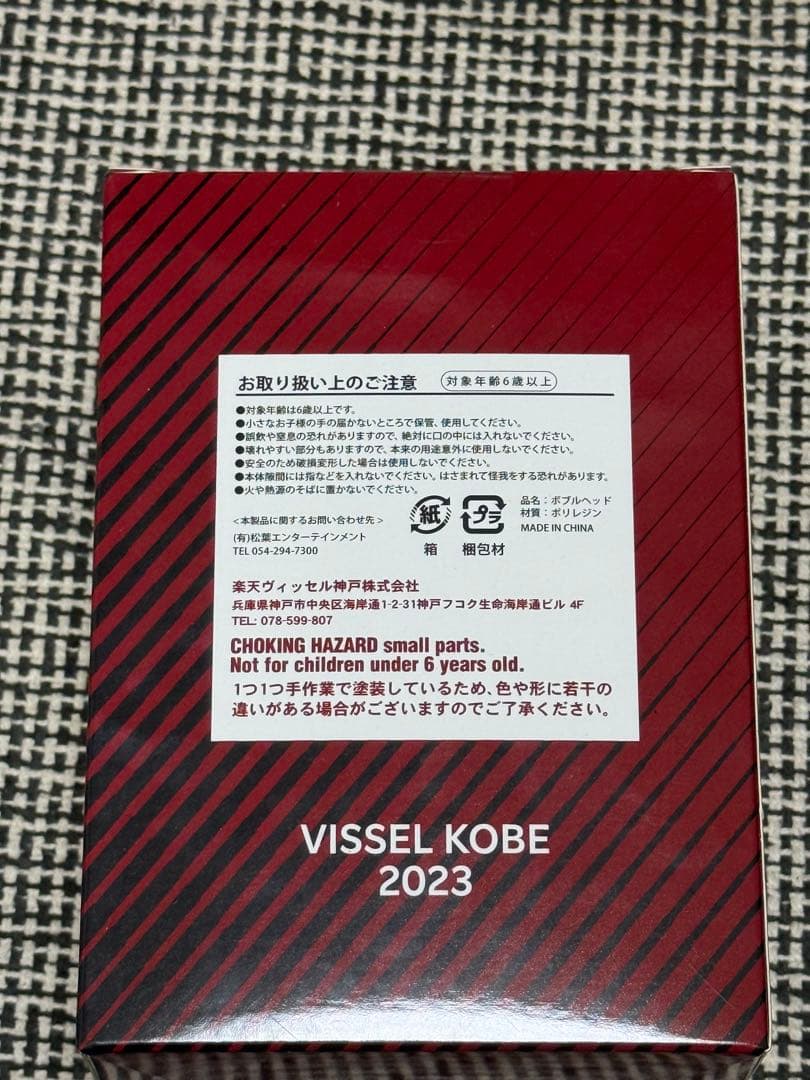 お取り扱い上のご注意 対象年齢6歳以上
●対象年齢は6歳以上です。
●小さなお子様の手の届かないところで保管、使用してください。
●誤飲や窒息の恐れがありますので、絶対に口の中には入れないでください。
●壊れやすい部分もありますので、本来の用途意外に使用しないでください。
●安全のため破損変形した場合は使用しないでください。
●本体隙間には指などを入れないでください。はさまれて怪我をする恐れがあります。
●火や熱源のそばに置かないでください。
<本製品に関するお問い合わせ先>
(有)松葉エンターテインメント
TEL 054-294-7300
紙
箱
プラ
梱包材
品名：ボブルヘッド
材質：ポリレジン
MADE IN CHINA
楽天ヴィッセル神戸株式会社
兵庫県神戸市中央区海岸通1-2-31神戸フコク生命海岸通ビル 4F
TEL: 078-599-807
CHOKING HAZARD small parts.
Not for children under 6 years old.
1つ1つ手作業で塗装しているため、色や形に若干の
違いがある場合がございますのでご了承ください。
VISSEL KOBE
2023